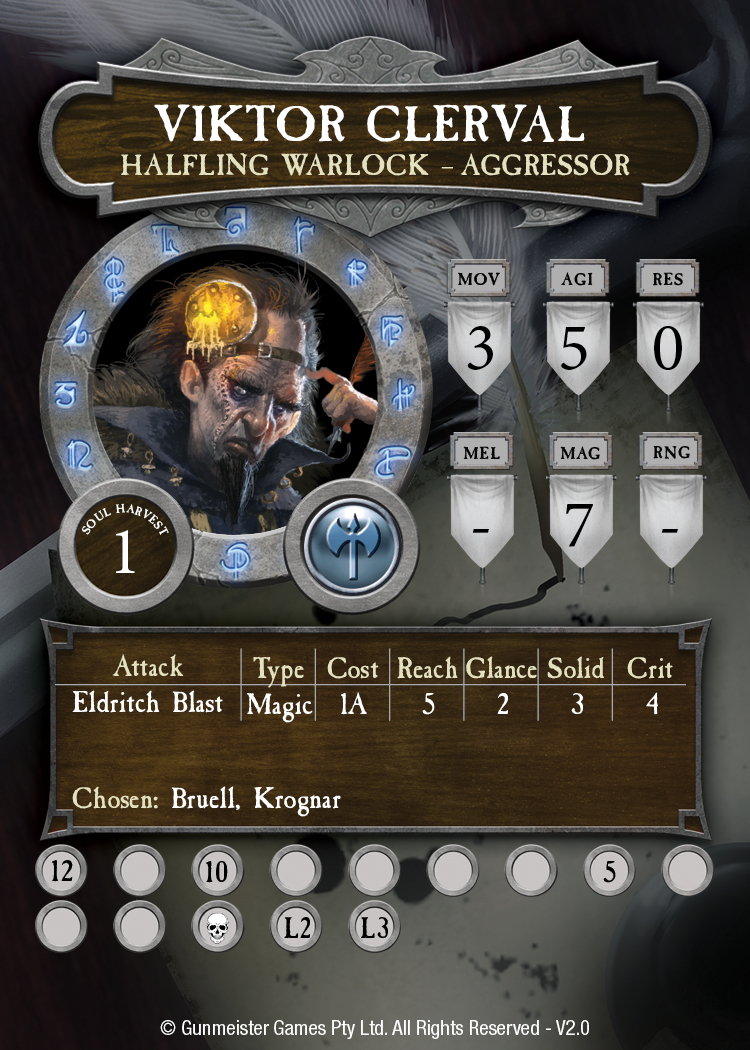 VIKTOR CLERVAL
HALFLING WARLOCK – AGGRESSOR
MOV AGI RES
3 5 0
MEL MAG RNG
- 7 -
SOUL HARVEST
1
Attack Type Cost Reach Glance Solid Crit
Eldritch Blast Magic 1A 5 2 3 4
Chosen: Bruell, Krognar
12 10 5
L2 L3
© Gunmeister Games Pty Ltd. All Rights Reserved - V2.0